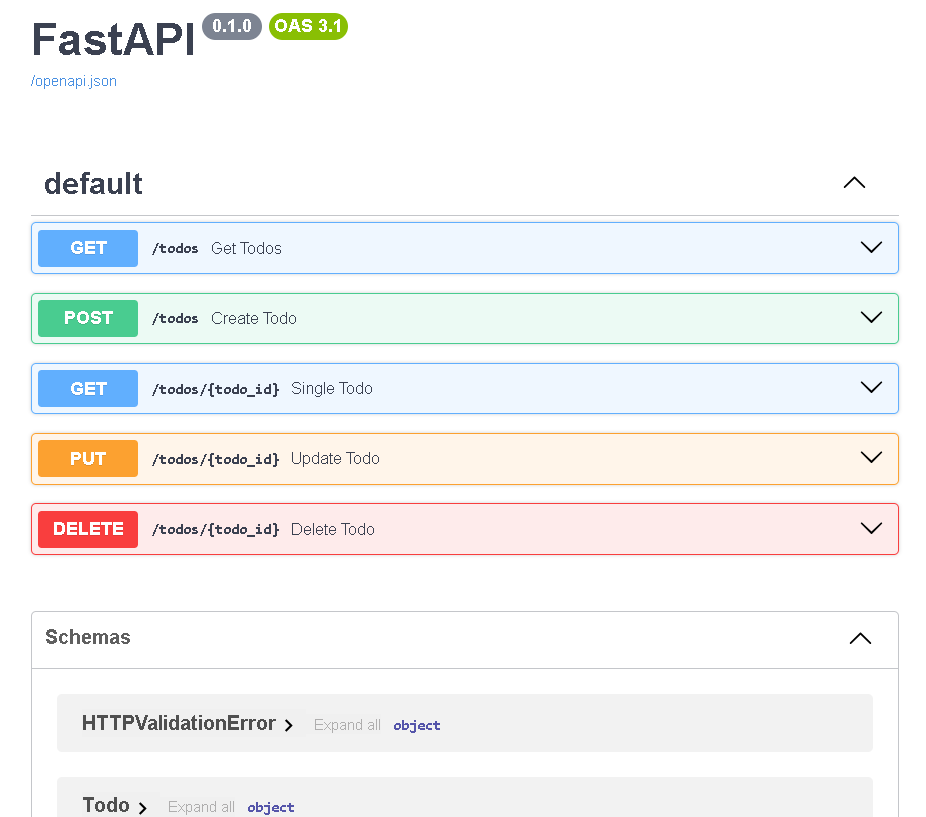 FastAPI 0.1.0 OAS 3.1
/openapi.json
default
GET /todos Get Todos
POST /todos Create Todo
GET /todos/{todo_id} Single Todo
PUT /todos/{todo_id} Update Todo
DELETE /todos/{todo_id} Delete Todo
Schemas
HTTPValidationError Expand all object
Todo Expand all object